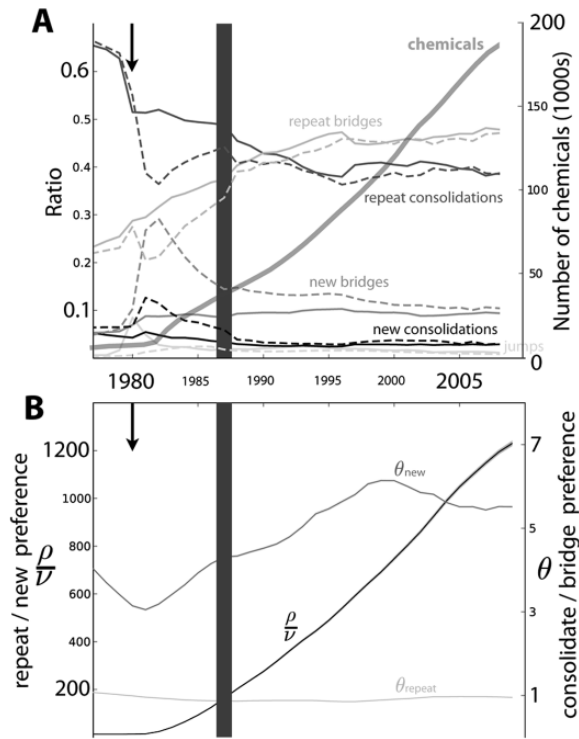 A
0.6
0.5
0.4
0.3
0.2
0.1
Ratio
chemicals
repeat bridges
repeat consolidations
new bridges
new consolidations
jumps
200
150
100
50
0
Number of chemicals (1000s)
1980
1985
1987
1990
1995
2000
2005
B
1200
1000
800
600
400
200
repeat / new preference
ρ/ν
θnew
ρ/ν
θrepeat
7
5
3
1
θ
consolidate / bridge preference